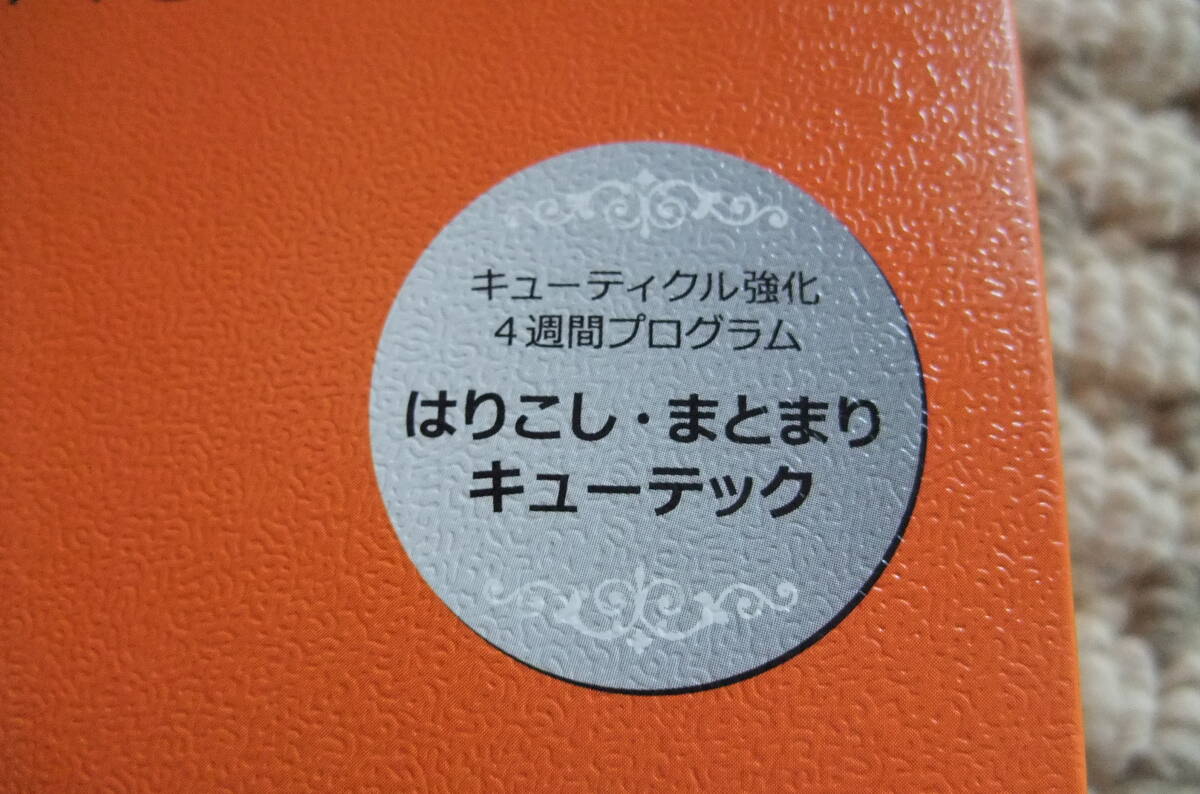 キューティクル強化
4週間プログラム
はりこし・まとまり
キューテック